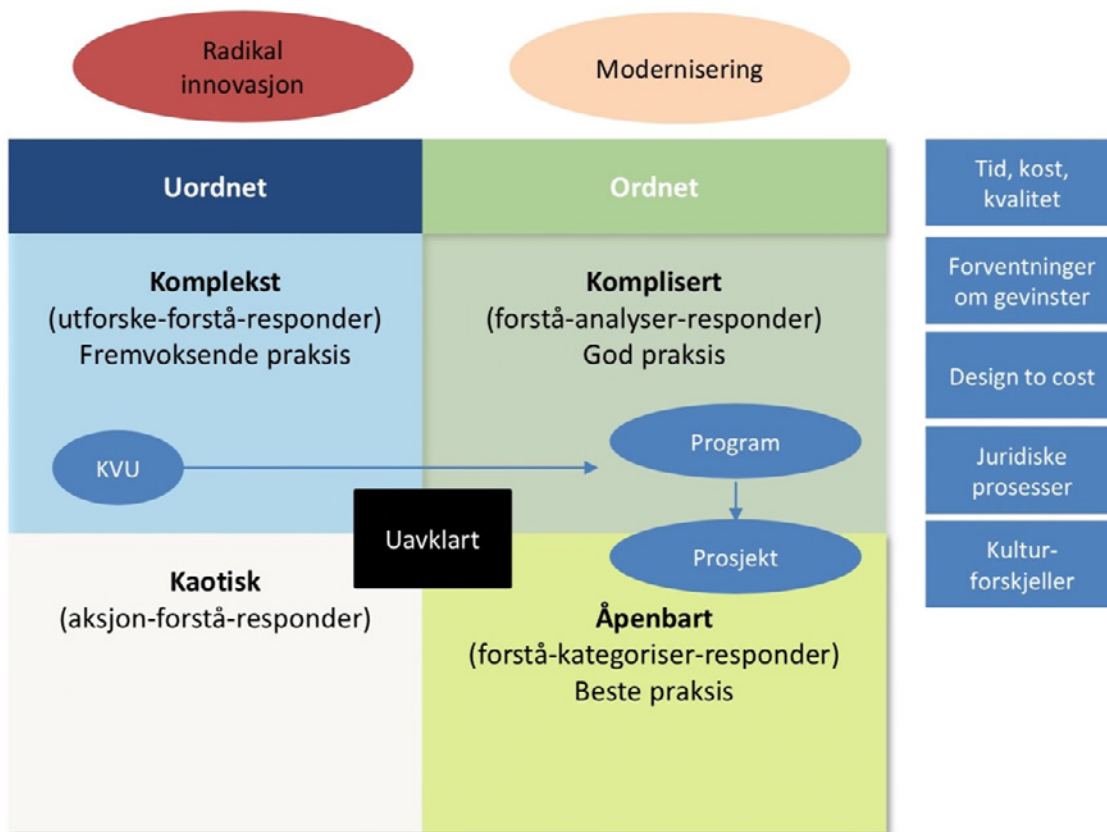 Radikal
innovasjon
Modernisering
Uordnet
Ordnet
Komplekst
(utforske-forstå-responder)
Fremvoksende praksis
Komplisert
(forstå-analyser-responder)
God praksis
KVU
Program
Uavklart
Prosjekt
Kaotisk
(aksjon-forstå-responder)
Åpenbart
(forstå-kategoriser-responder)
Beste praksis
Tid, kost,
kvalitet
Forventninger
om gevinster
Design to cost
Juridiske
prosesser
Kultur-
forskjeller